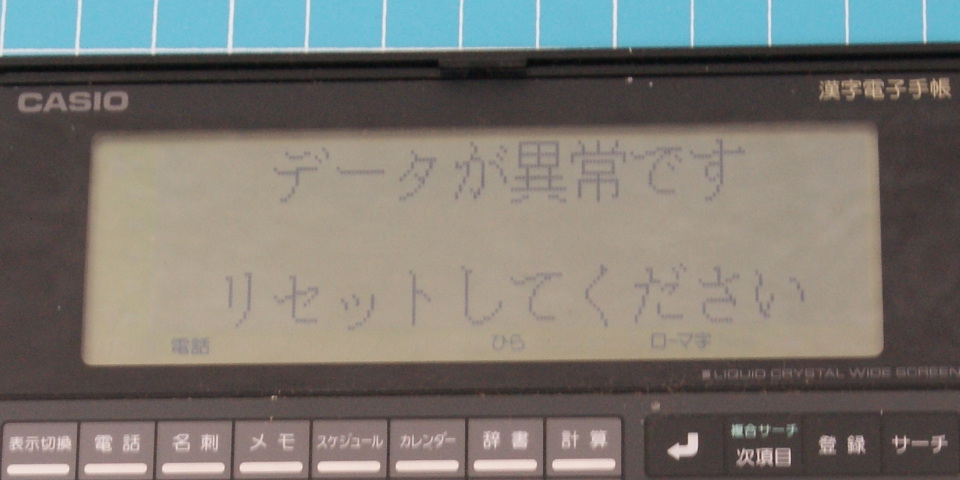 CASIO
漢字電子手帳
データが異常です
リセットしてください
電話 ひら ローマ字
LIQUID CRYSTAL WIDE SCREEN
表示切換 電話 名刺 メモ スケジュール カレンダー 辞書 計算
複合サーチ
次項目 登録 サーチ